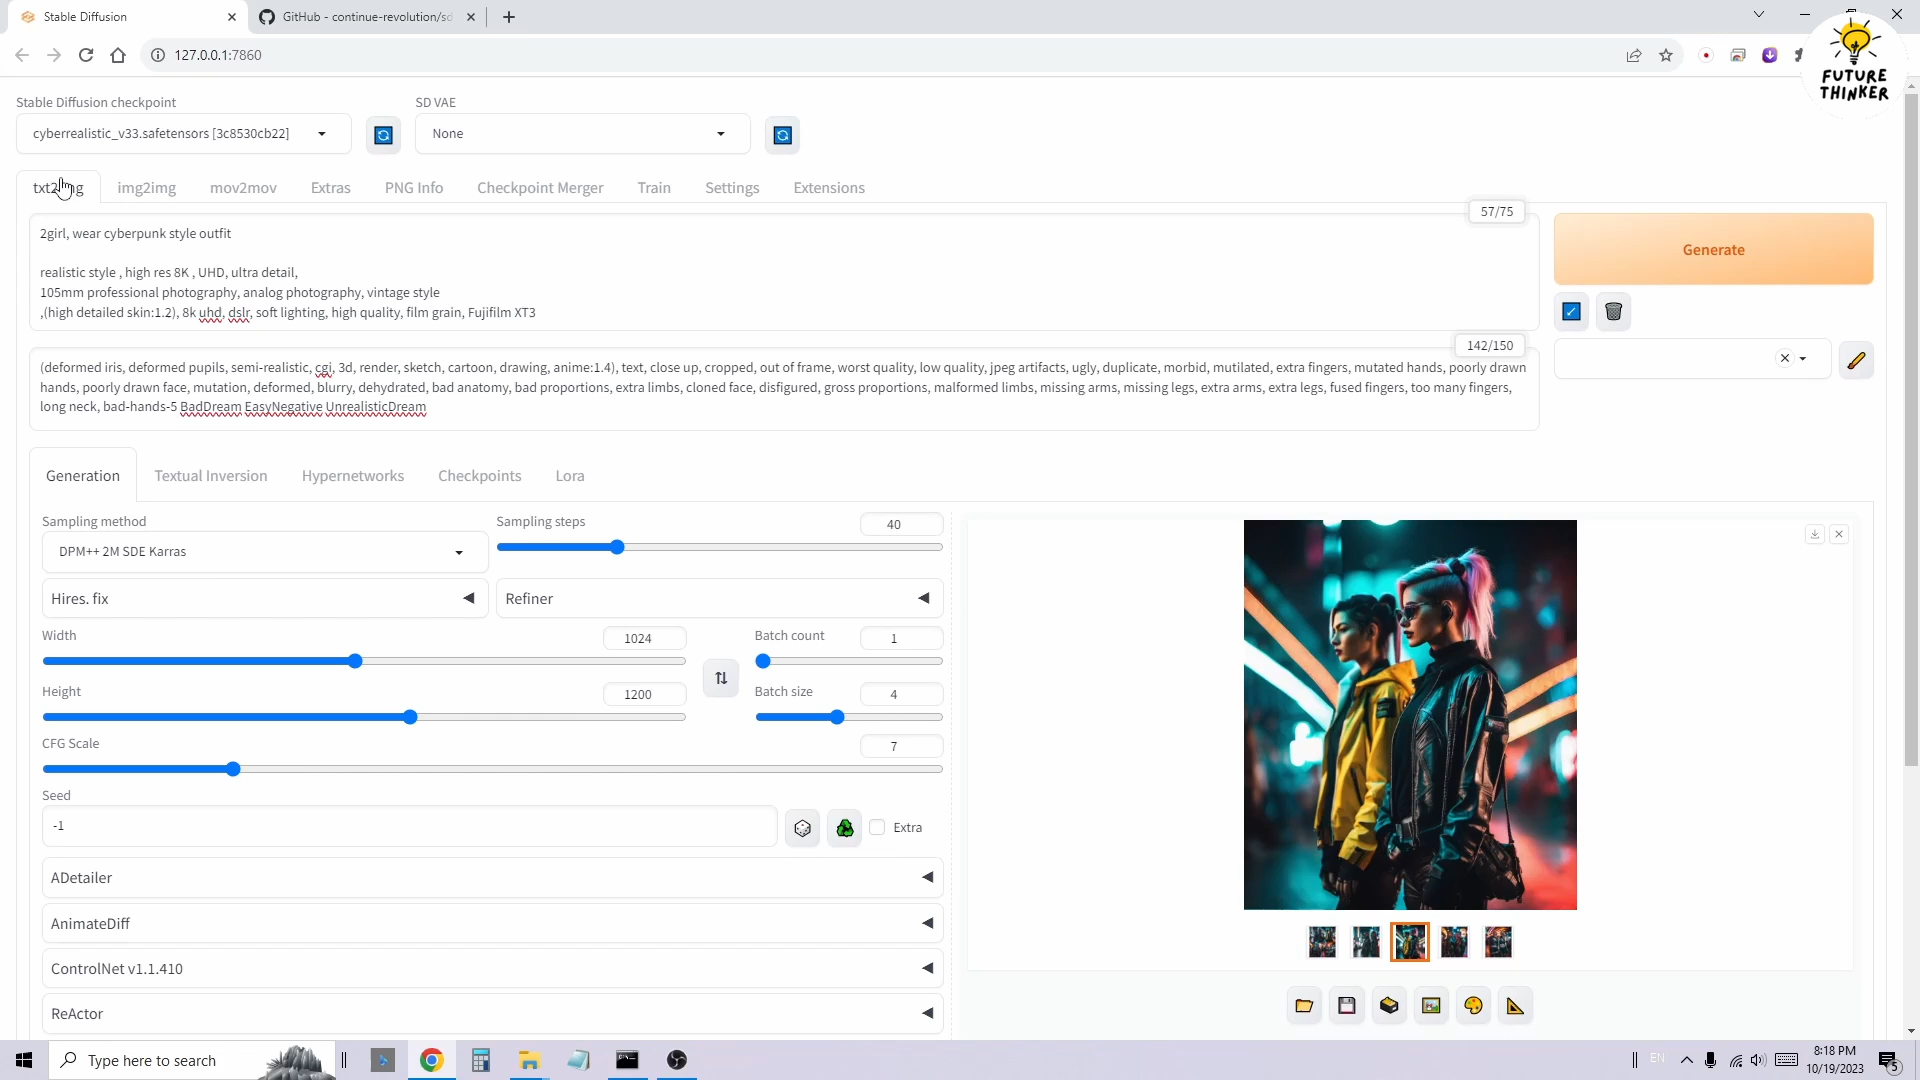 Stable Diffusion
GitHub - continue-revolution/sd
127.0.0.1:7860
FUTURE
THINKER
Stable Diffusion checkpoint
SD VAE
cyberrealistic_v33.safetensors [3c8530cb22]
None
txt2img
img2img
mov2mov
Extras
PNG Info
Checkpoint Merger
Train
Settings
Extensions
57/75
2girl, wear cyberpunk style outfit
realistic style , high res 8K , UHD, ultra detail,
105mm professional photography, analog photography, vintage style
,(high detailed skin:1.2), 8k uhd, dslr, soft lighting, high quality, film grain, Fujifilm XT3
Generate
142/150
(deformed iris, deformed pupils, semi-realistic, cgi, 3d, render, sketch, cartoon, drawing, anime:1.4), text, close up, cropped, out of frame, worst quality, low quality, jpeg artifacts, ugly, duplicate, morbid, mutilated, extra fingers, mutated hands, poorly drawn
hands, poorly drawn face, mutation, deformed, blurry, dehydrated, bad anatomy, bad proportions, extra limbs, cloned face, disfigured, gross proportions, malformed limbs, missing arms, missing legs, extra arms, extra legs, fused fingers, too many fingers,
long neck, bad-hands-5 BadDream EasyNegative UnrealisticDream
Generation
Textual Inversion
Hypernetworks
Checkpoints
Lora
Sampling method
Sampling steps
40
DPM++ 2M SDE Karras
Hires. fix
Refiner
Width
1024
Batch count
1
Height
1200
Batch size
4
CFG Scale
7
Seed
-1
Extra
ADetailer
AnimateDiff
ControlNet v1.1.410
ReActor
Type here to search
EN
8:18 PM
10/19/2023
5